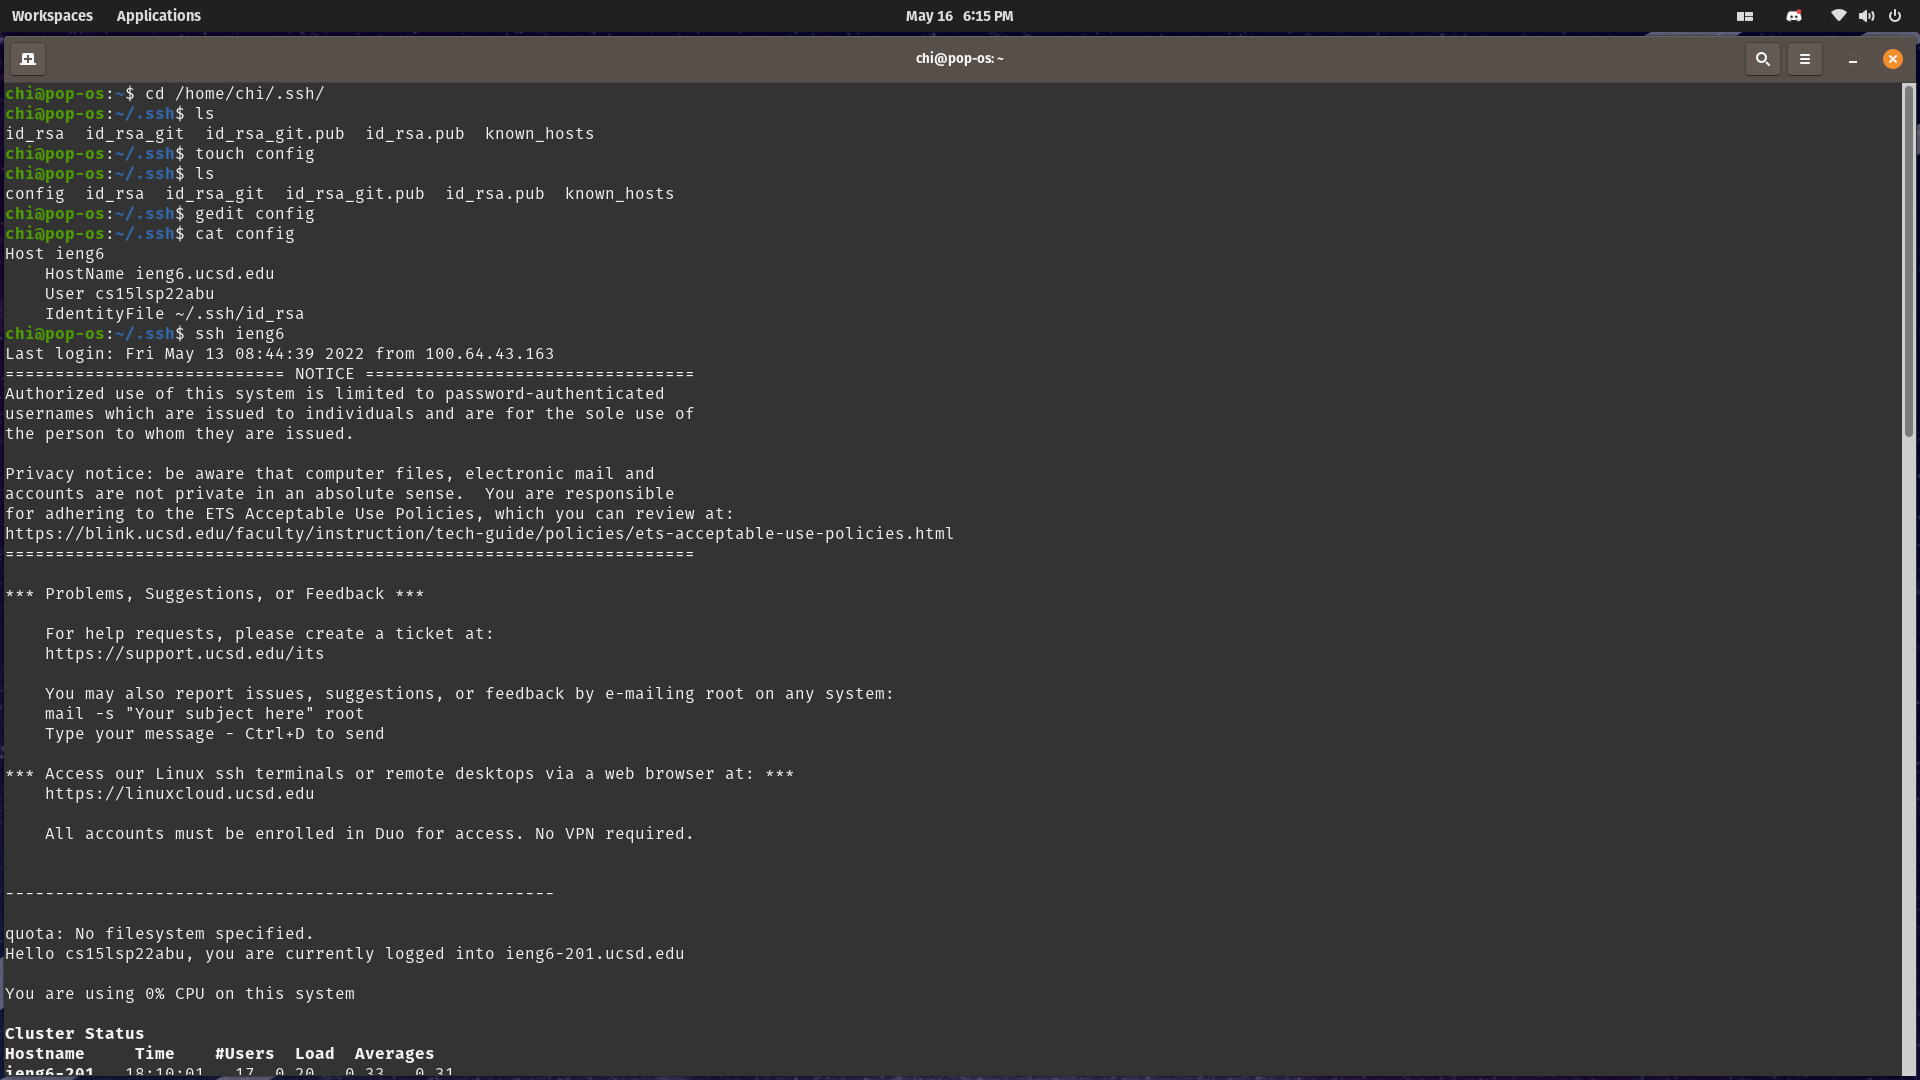 Workspaces Applications May 16 6:15 PM
chi@pop-os: ~
chi@pop-os:~$ cd /home/chi/.ssh/
chi@pop-os:~/.ssh$ ls
id_rsa  id_rsa_git  id_rsa_git.pub  id_rsa.pub  known_hosts
chi@pop-os:~/.ssh$ touch config
chi@pop-os:~/.ssh$ ls
config  id_rsa  id_rsa_git  id_rsa_git.pub  id_rsa.pub  known_hosts
chi@pop-os:~/.ssh$ gedit config
chi@pop-os:~/.ssh$ cat config
Host ieng6
    HostName ieng6.ucsd.edu
    User cs15lsp22abu
    IdentityFile ~/.ssh/id_rsa
chi@pop-os:~/.ssh$ ssh ieng6
Last login: Fri May 13 08:44:39 2022 from 100.64.43.163
============================ NOTICE =================================
Authorized use of this system is limited to password-authenticated
usernames which are issued to individuals and are for the sole use of
the person to whom they are issued.
Privacy notice: be aware that computer files, electronic mail and
accounts are not private in an absolute sense.  You are responsible
for adhering to the ETS Acceptable Use Policies, which you can review at:
https://blink.ucsd.edu/faculty/instruction/tech-guide/policies/ets-acceptable-use-policies.html
=====================================================================
*** Problems, Suggestions, or Feedback ***
    For help requests, please create a ticket at:
    https://support.ucsd.edu/its
    You may also report issues, suggestions, or feedback by e-mailing root on any system:
    mail -s "Your subject here" root
    Type your message - Ctrl+D to send
*** Access our Linux ssh terminals or remote desktops via a web browser at: ***
    https://linuxcloud.ucsd.edu
    All accounts must be enrolled in Duo for access. No VPN required.
-------------------------------------------------------
quota: No filesystem specified.
Hello cs15lsp22abu, you are currently logged into ieng6-201.ucsd.edu
You are using 0% CPU on this system
Cluster Status
Hostname     Time    #Users  Load  Averages
ieng6-201   18:10:01   17  0.20,  0.33,  0.31